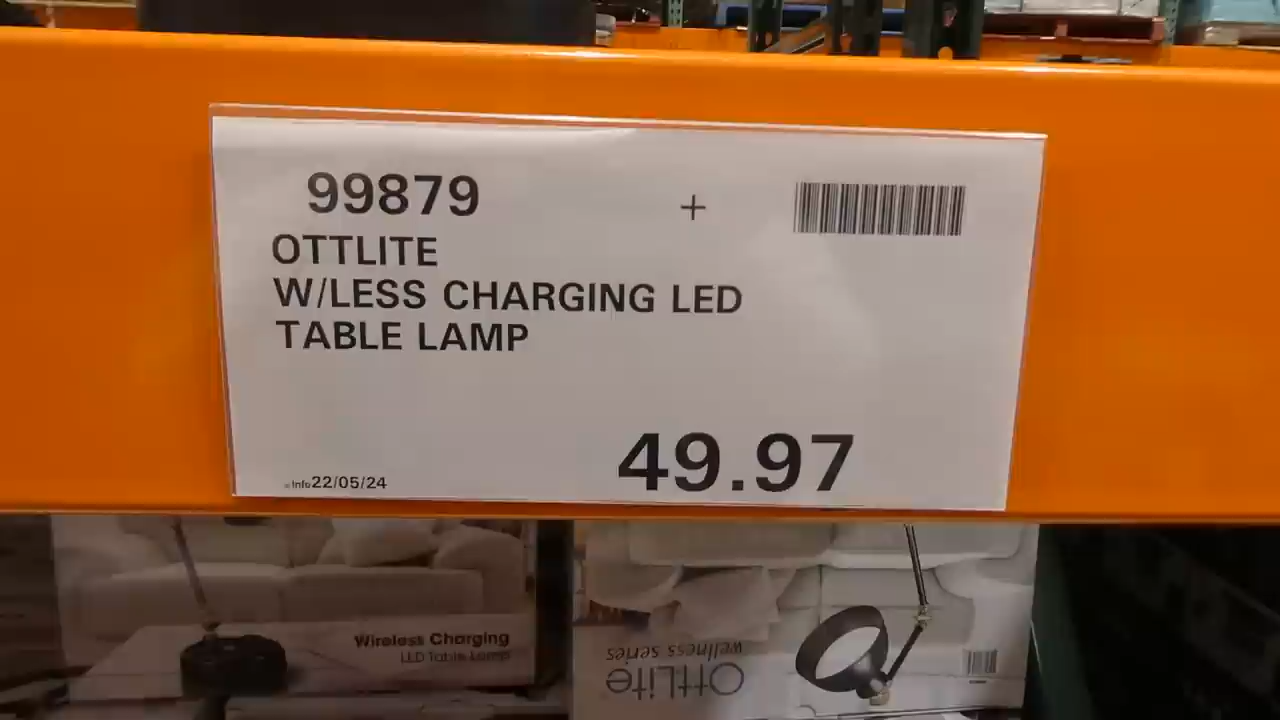 99879 +
OTTLITE
W/LESS CHARGING LED
TABLE LAMP
49.97
Info 22/05/24
Wireless Charging
LED Table Lamp
wellness series
OttLite